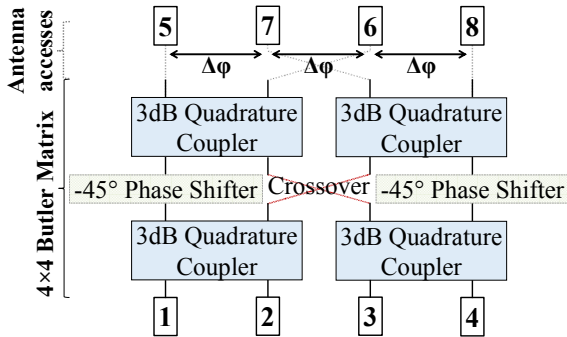 Antenna
accesses
5
7
6
8
Δφ
Δφ
Δφ
4×4 Butler Matrix
3dB Quadrature
Coupler
3dB Quadrature
Coupler
-45° Phase Shifter
Crossover
-45° Phase Shifter
3dB Quadrature
Coupler
3dB Quadrature
Coupler
1
2
3
4